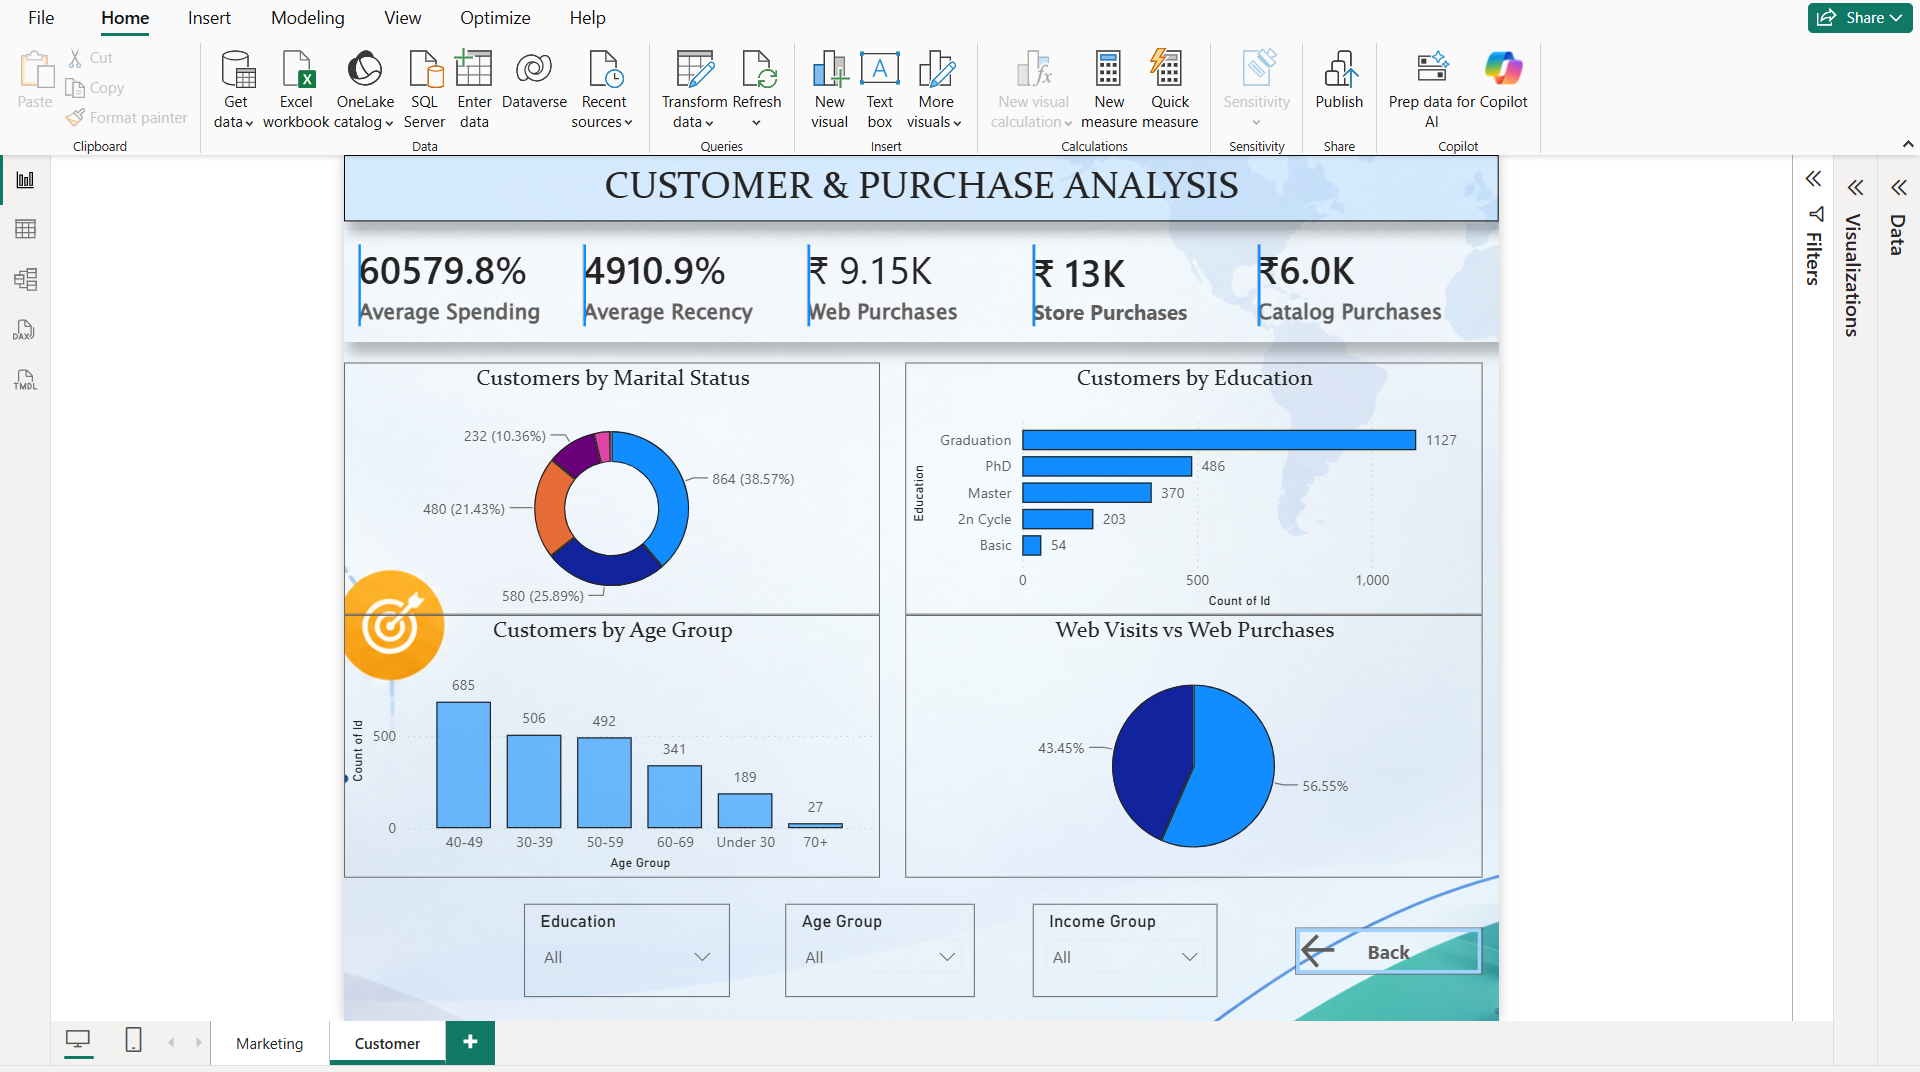 File Home Insert Modeling View Optimize Help
Share
Paste
Cut
Copy
Format painter
Clipboard
Get data
Excel workbook
OneLake catalog
SQL Server
Enter data
Dataverse
Recent sources
Data
Transform data
Refresh
Queries
New visual
Text box
More visuals
Insert
New visual calculation
New measure
Quick measure
Calculations
Sensitivity
Sensitivity
Publish
Share
Prep data for AI
Copilot
Copilot
DAX
TMDL
CUSTOMER & PURCHASE ANALYSIS
60579.8%
Average Spending
4910.9%
Average Recency
₹ 9.15K
Web Purchases
₹ 13K
Store Purchases
₹6.0K
Catalog Purchases
Customers by Marital Status
232 (10.36%)
864 (38.57%)
480 (21.43%)
580 (25.89%)
Customers by Education
Education
Graduation 1127
PhD 486
Master 370
2n Cycle 203
Basic 54
0 500 1,000
Count of Id
Customers by Age Group
Count of Id
500
0
685
506
492
341
189
27
40-49 30-39 50-59 60-69 Under 30 70+
Age Group
Web Visits vs Web Purchases
43.45%
56.55%
Education
All
Age Group
All
Income Group
All
Back
Filters
Visualizations
Data
Marketing
Customer